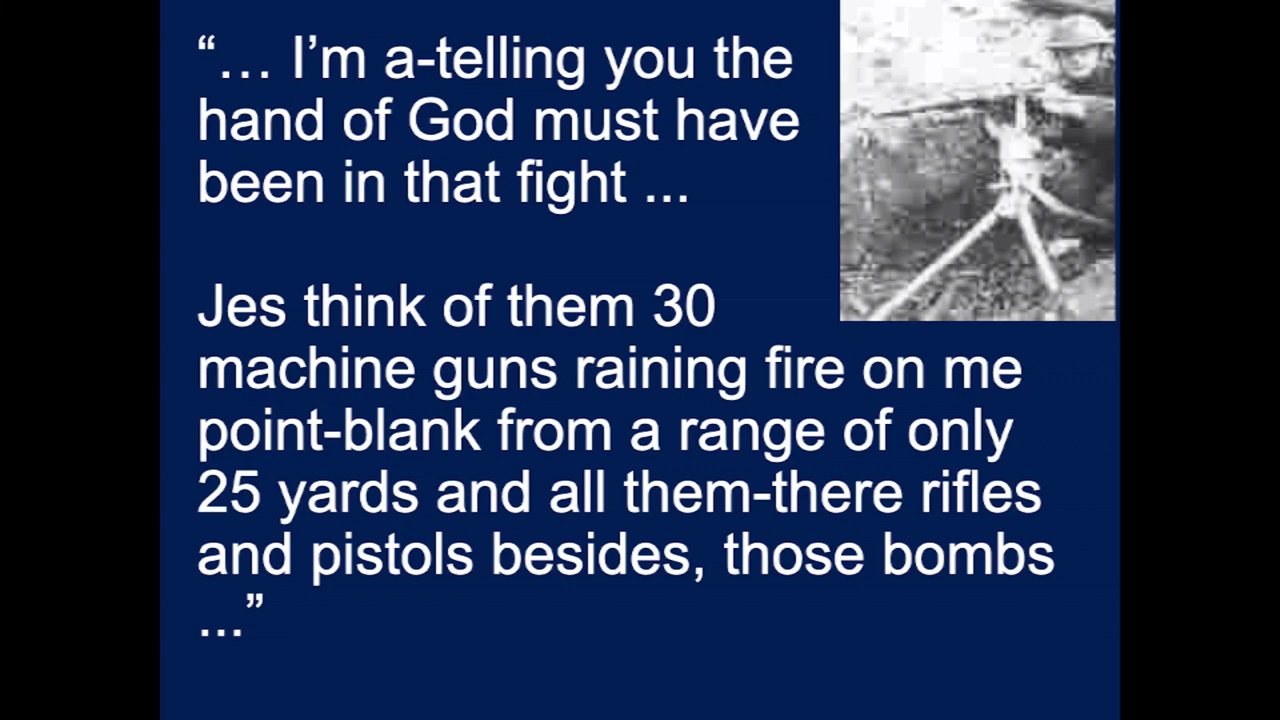 “… I’m a-telling you the
hand of God must have
been in that fight ...
Jes think of them 30
machine guns raining fire on me
point-blank from a range of only
25 yards and all them-there rifles
and pistols besides, those bombs
...”